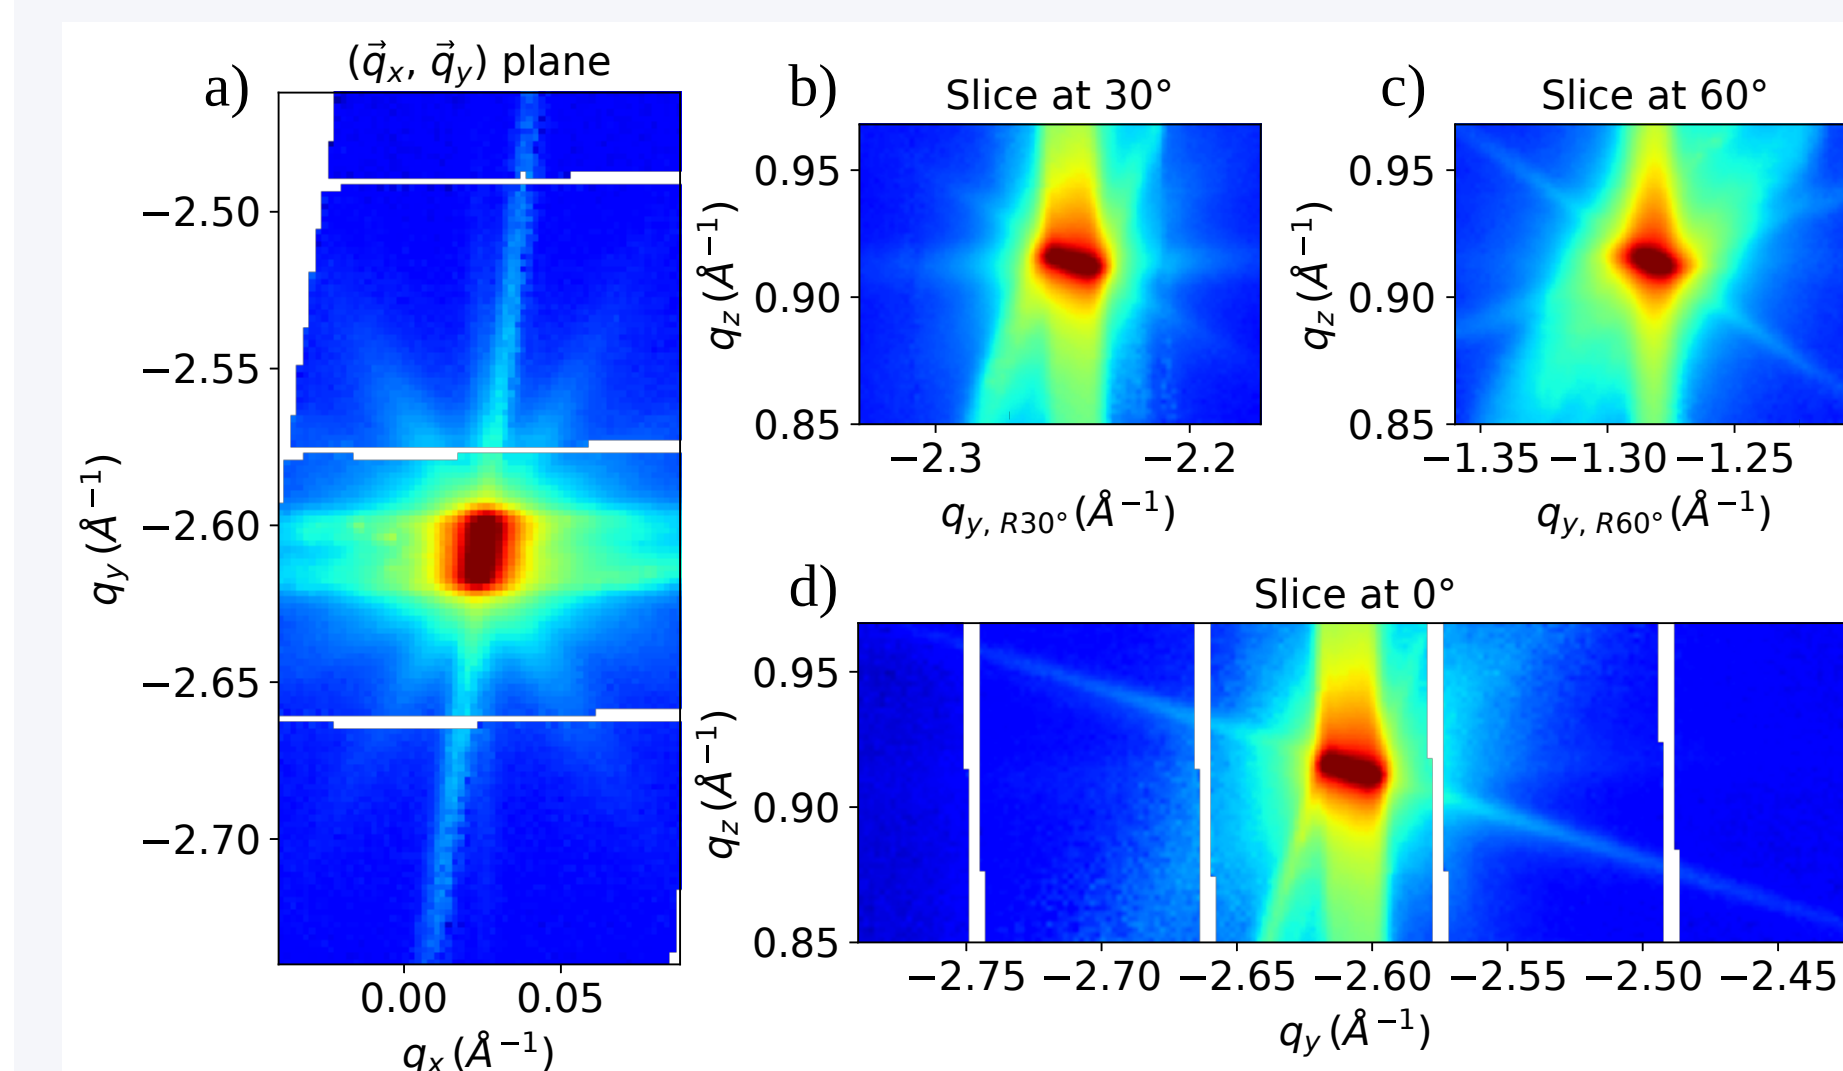 a)
(q⃗x, q⃗y) plane
−2.50
−2.55
−2.60
−2.65
−2.70
qy (Å−1)
0.00 0.05
qx (Å−1)
b)
Slice at 30°
0.95
0.90
0.85
qz (Å−1)
−2.3 −2.2
qy, R30° (Å−1)
c)
Slice at 60°
0.95
0.90
0.85
qz (Å−1)
−1.35 −1.30 −1.25
qy, R60° (Å−1)
d)
Slice at 0°
0.95
0.90
0.85
qz (Å−1)
−2.75 −2.70 −2.65 −2.60 −2.55 −2.50 −2.45
qy (Å−1)